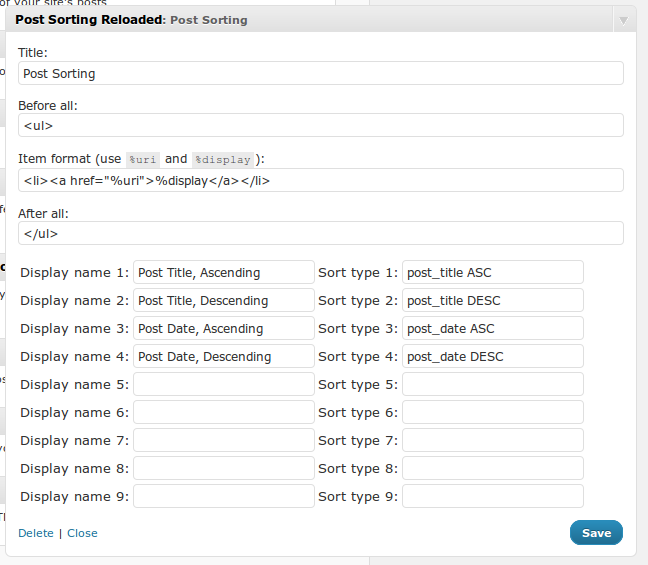 of your site's posts
Post Sorting Reloaded: Post Sorting
Title:
Post Sorting
Before all:
<ul>
Item format (use %uri and %display):
<li><a href="%uri">%display</a></li>
After all:
</ul>
Display name 1: Post Title, Ascending Sort type 1: post_title ASC
Display name 2: Post Title, Descending Sort type 2: post_title DESC
Display name 3: Post Date, Ascending Sort type 3: post_date ASC
Display name 4: Post Date, Descending Sort type 4: post_date DESC
Display name 5: Sort type 5:
Display name 6: Sort type 6:
Display name 7: Sort type 7:
Display name 8: Sort type 8:
Display name 9: Sort type 9:
Delete | Close Save